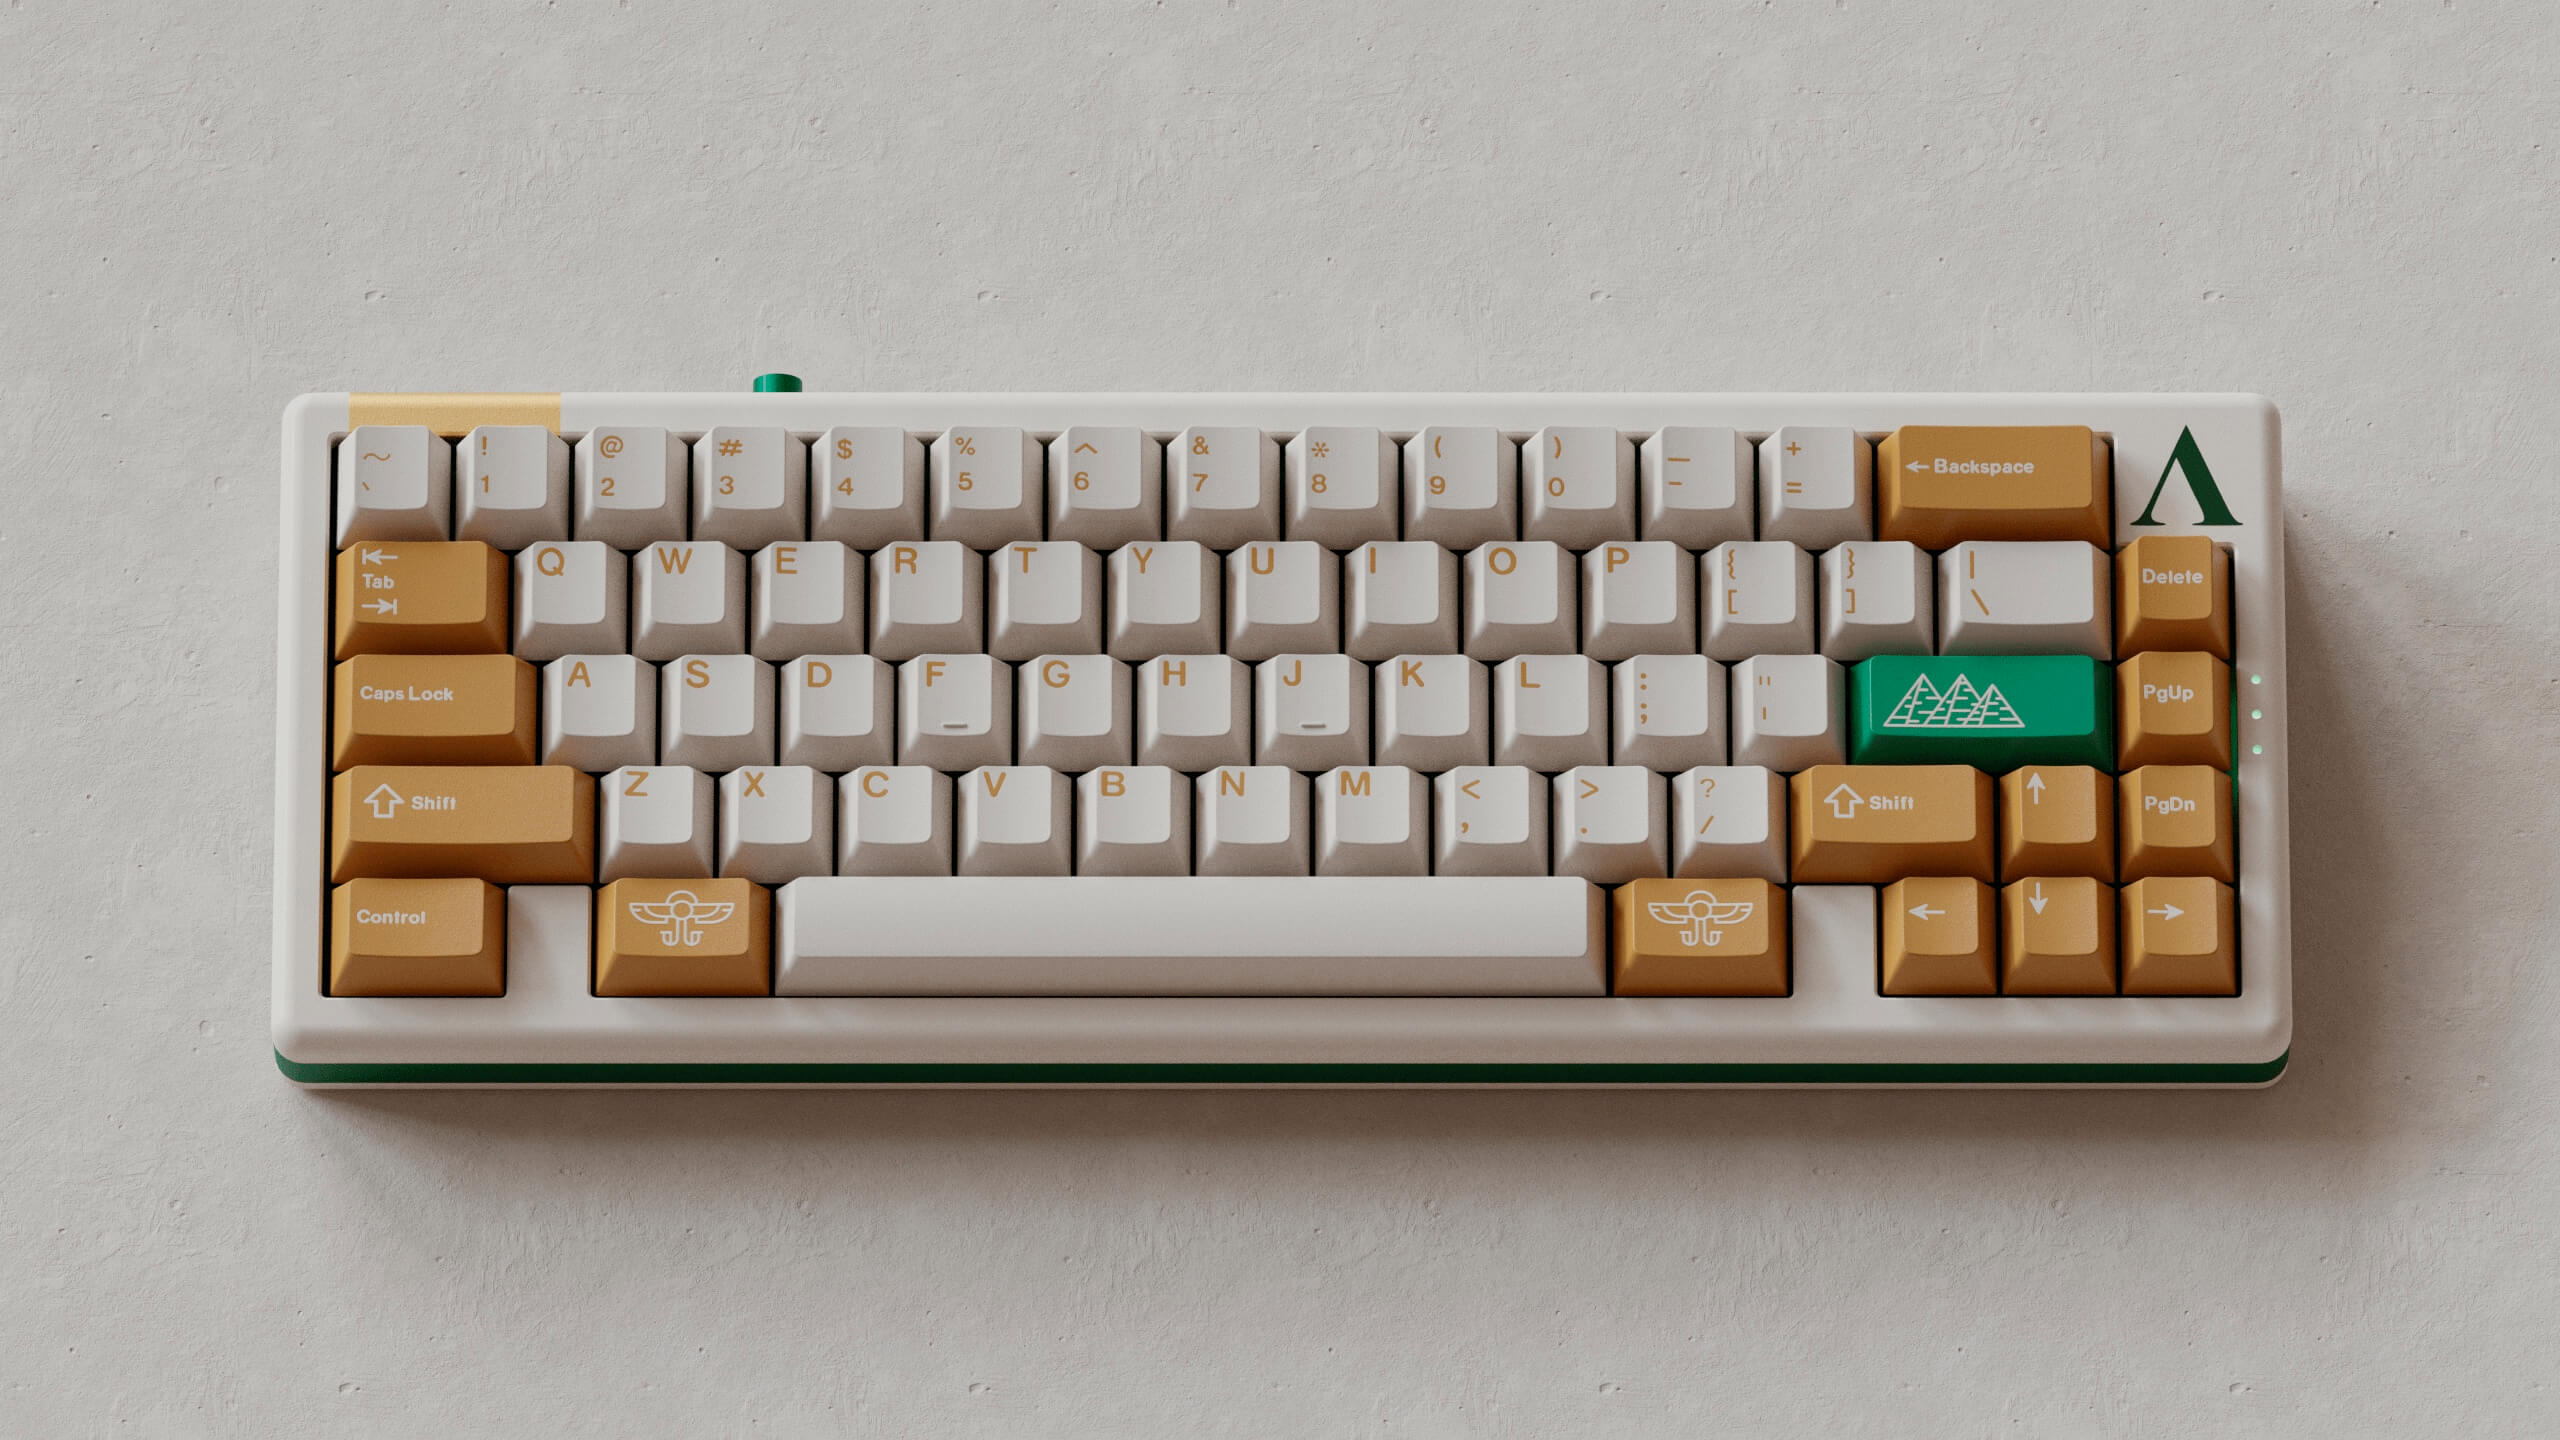 ~ ! @ # $ % ^ & * ( ) — +
` 1 2 3 4 5 6 7 8 9 0 - = ← Backspace
Λ
Tab Q W E R T Y U I O P { } |
[ ] \ Delete
Caps Lock A S D F G H J K L : "
; ' PgUp
Shift Z X C V B N M < > ? Shift ↑ PgDn
, . /
Control ← ↓ →